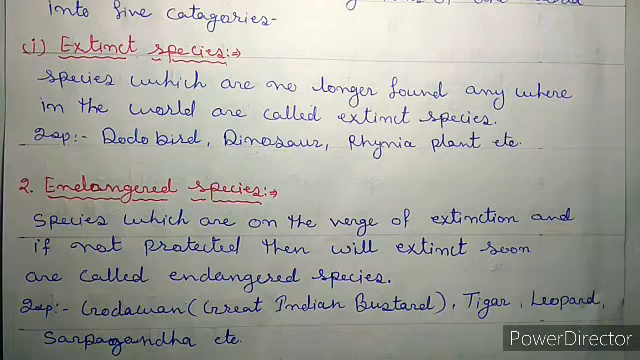 into five catagories-
(i) Extinct species:→
Species which are no longer found any where
in the world are called extinct species.
Dodo bird, Dinosaur, Rhynia plant etc.
2. Endangered species:→
Species which are on the verge of extinction and
if not protected then will extinct soon
are called endangered species.
Godawan (Great Indian Bustard), Tigar, Leopard,
Sarpagandha etc.
PowerDirector